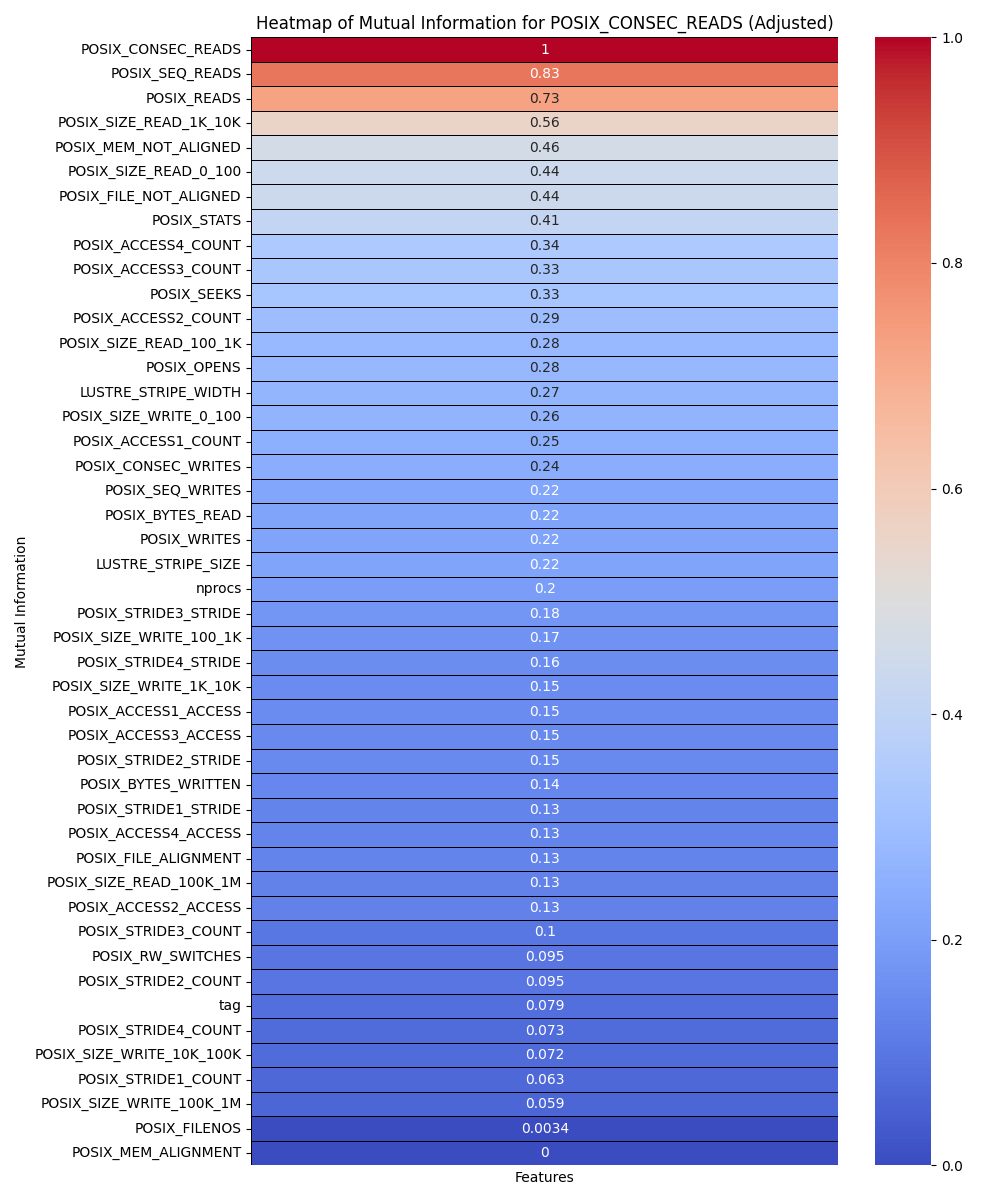 Heatmap of Mutual Information for POSIX_CONSEC_READS (Adjusted)
POSIX_CONSEC_READS 1
POSIX_SEQ_READS 0.83
POSIX_READS 0.73
POSIX_SIZE_READ_1K_10K 0.56
POSIX_MEM_NOT_ALIGNED 0.46
POSIX_SIZE_READ_0_100 0.44
POSIX_FILE_NOT_ALIGNED 0.44
POSIX_STATS 0.41
POSIX_ACCESS4_COUNT 0.34
POSIX_ACCESS3_COUNT 0.33
POSIX_SEEKS 0.33
POSIX_ACCESS2_COUNT 0.29
POSIX_SIZE_READ_100_1K 0.28
POSIX_OPENS 0.28
LUSTRE_STRIPE_WIDTH 0.27
POSIX_SIZE_WRITE_0_100 0.26
POSIX_ACCESS1_COUNT 0.25
POSIX_CONSEC_WRITES 0.24
POSIX_SEQ_WRITES 0.22
POSIX_BYTES_READ 0.22
POSIX_WRITES 0.22
LUSTRE_STRIPE_SIZE 0.22
nprocs 0.2
POSIX_STRIDE3_STRIDE 0.18
POSIX_SIZE_WRITE_100_1K 0.17
POSIX_STRIDE4_STRIDE 0.16
POSIX_SIZE_WRITE_1K_10K 0.15
POSIX_ACCESS1_ACCESS 0.15
POSIX_ACCESS3_ACCESS 0.15
POSIX_STRIDE2_STRIDE 0.15
POSIX_BYTES_WRITTEN 0.14
POSIX_STRIDE1_STRIDE 0.13
POSIX_ACCESS4_ACCESS 0.13
POSIX_FILE_ALIGNMENT 0.13
POSIX_SIZE_READ_100K_1M 0.13
POSIX_ACCESS2_ACCESS 0.13
POSIX_STRIDE3_COUNT 0.1
POSIX_RW_SWITCHES 0.095
POSIX_STRIDE2_COUNT 0.095
tag 0.079
POSIX_STRIDE4_COUNT 0.073
POSIX_SIZE_WRITE_10K_100K 0.072
POSIX_STRIDE1_COUNT 0.063
POSIX_SIZE_WRITE_100K_1M 0.059
POSIX_FILENOS 0.0034
POSIX_MEM_ALIGNMENT 0
Mutual Information
Features
1.0
0.8
0.6
0.4
0.2
0.0